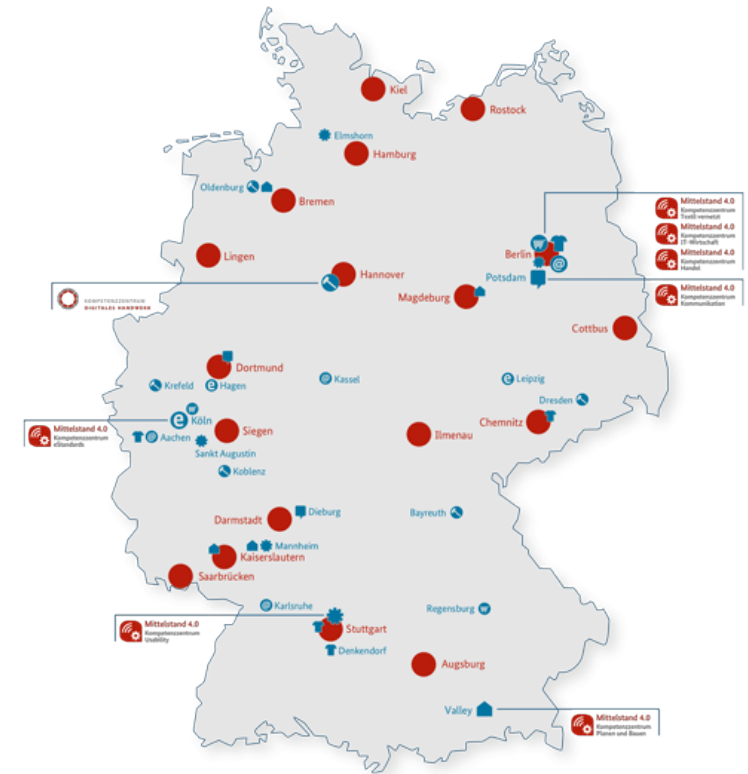 Kiel
Rostock
Elmshorn
Hamburg
Oldenburg
Bremen
Mittelstand 4.0
Kompetenzzentrum
Textil vernetzt
Mittelstand 4.0
Kompetenzzentrum
IT-Wirtschaft
Mittelstand 4.0
Kompetenzzentrum
Handel
Lingen
Berlin
Hannover
Potsdam
Magdeburg
Mittelstand 4.0
Kompetenzzentrum
Kommunikation
KOMPETENZZENTRUM
DIGITALES HANDWERK
Cottbus
Dortmund
Krefeld
Hagen
Kassel
Leipzig
Dresden
Köln
Chemnitz
Mittelstand 4.0
Kompetenzzentrum
eStandards
Siegen
Aachen
Ilmenau
Sankt Augustin
Koblenz
Darmstadt
Dieburg
Bayreuth
Mannheim
Kaiserslautern
Saarbrücken
Karlsruhe
Regensburg
Mittelstand 4.0
Kompetenzzentrum
Usability
Stuttgart
Denkendorf
Augsburg
Valley
Mittelstand 4.0
Kompetenzzentrum
Planen und Bauen